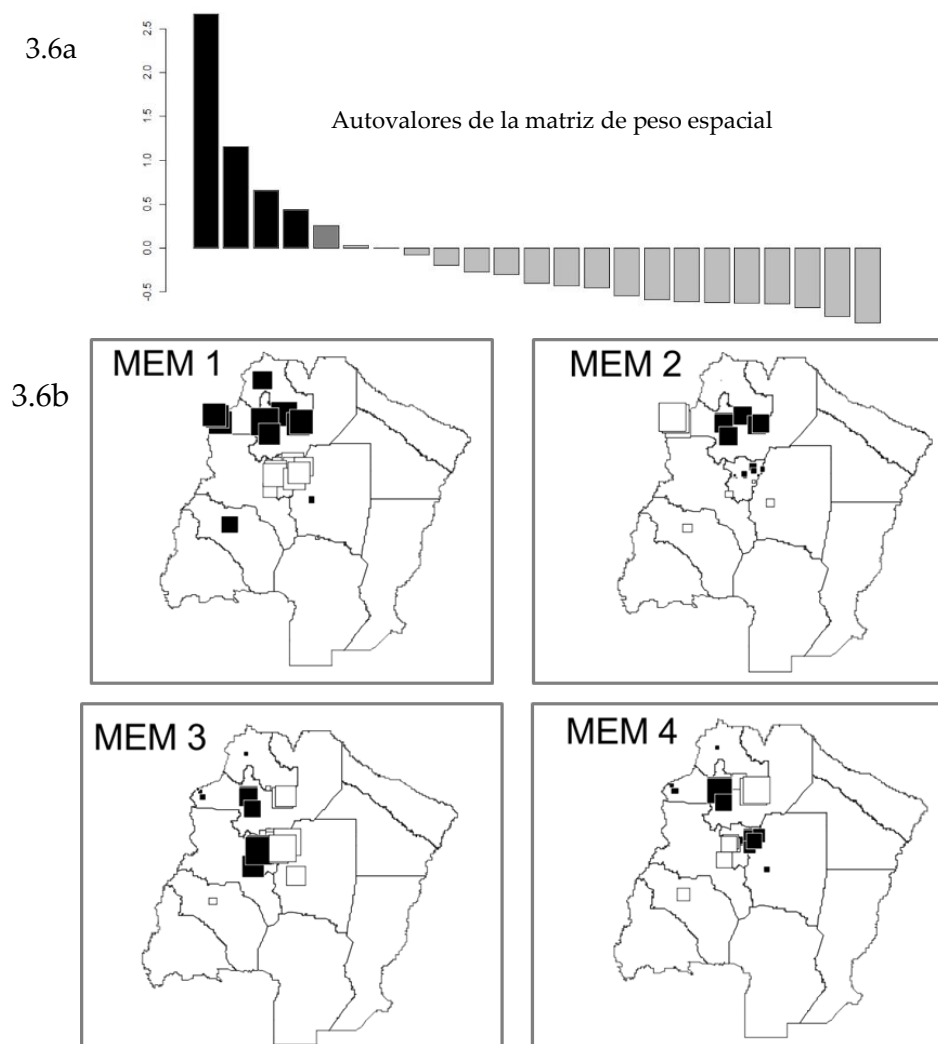 3.6a
2.5
2.0
1.5
1.0
0.5
0.0
-0.5
Autovalores de la matriz de peso espacial
3.6b
MEM 1
MEM 2
MEM 3
MEM 4